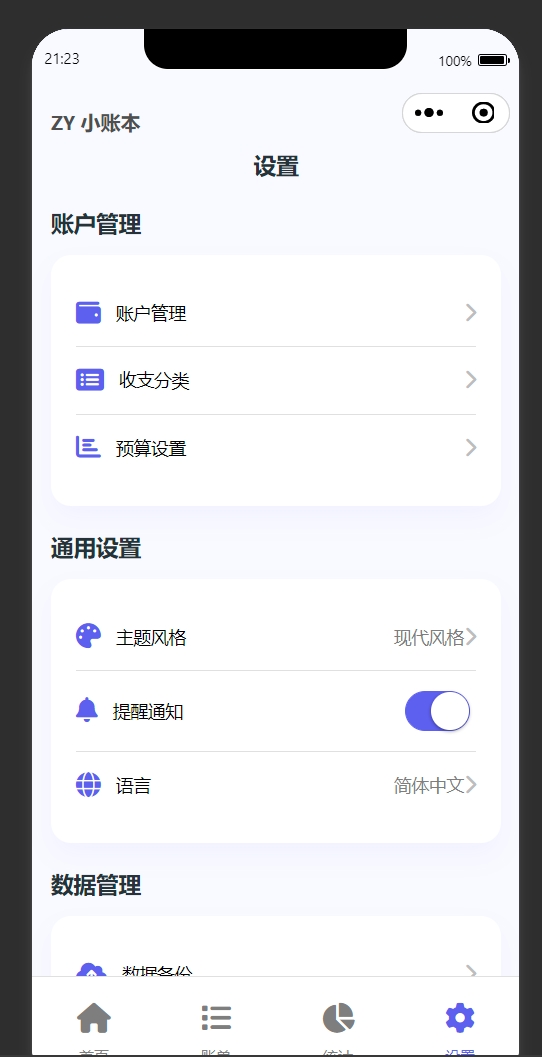 21:23
100%
ZY 小账本
设置
账户管理
账户管理
收支分类
预算设置
通用设置
主题风格 现代风格
提醒通知
语言 简体中文
数据管理
数据备份
首页 账单 统计 设置